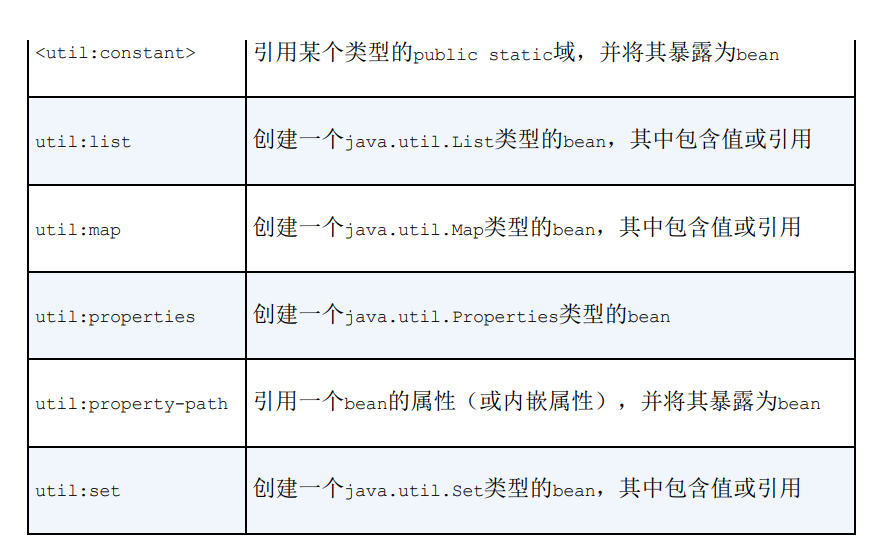 <util:constant> 引用某个类型的public static域，并将其暴露为bean
util:list 创建一个java.util.List类型的bean，其中包含值或引用
util:map 创建一个java.util.Map类型的bean，其中包含值或引用
util:properties 创建一个java.util.Properties类型的bean
util:property-path 引用一个bean的属性（或内嵌属性），并将其暴露为bean
util:set 创建一个java.util.Set类型的bean，其中包含值或引用